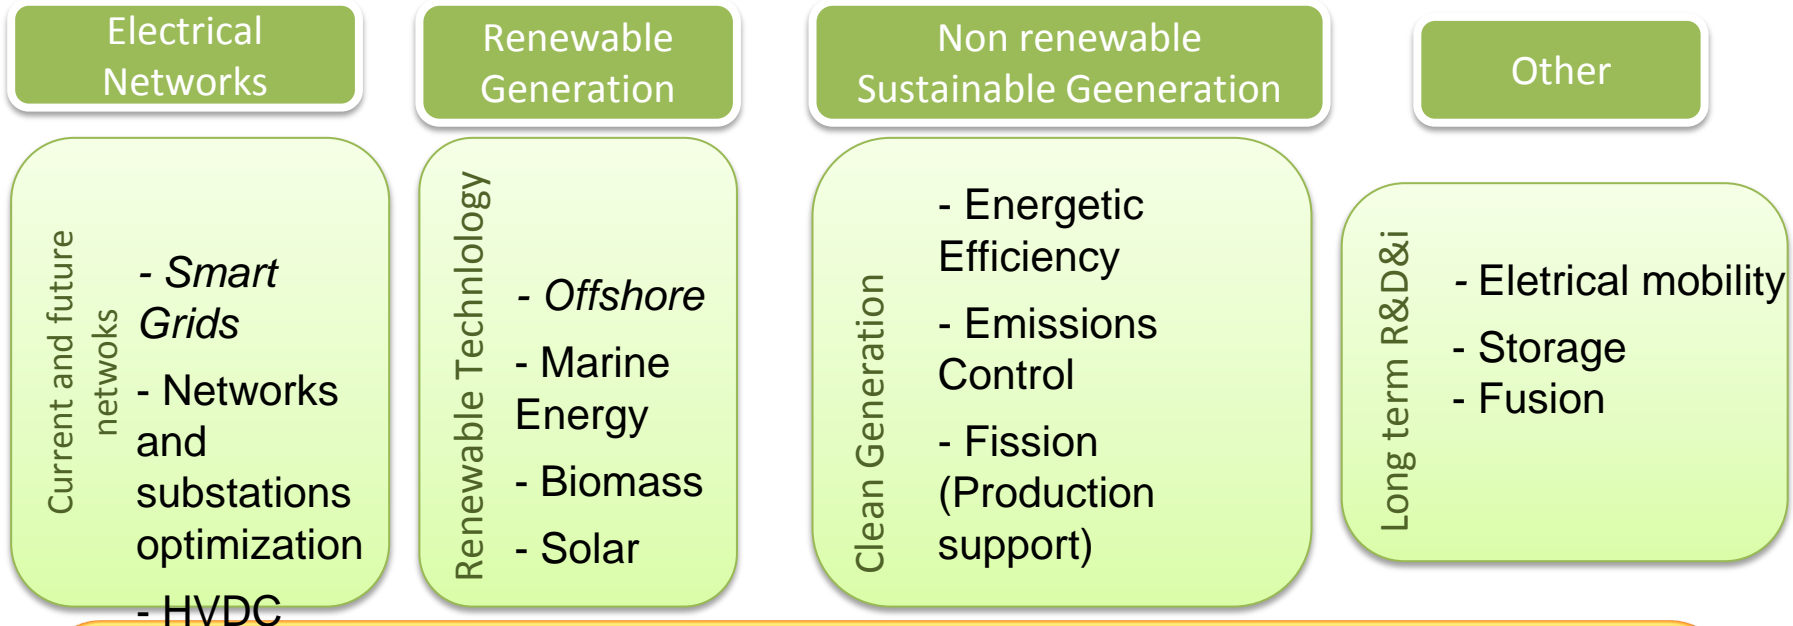 Electrical
Networks
Renewable
Generation
Non renewable
Sustainable Geeneration
Other
Current and future
netwoks
- Smart
Grids
- Networks
and
substations
optimization
- HVDC
Renewable Technlology
- Offshore
- Marine
Energy
- Biomass
- Solar
Clean Generation
- Energetic
Efficiency
- Emissions
Control
- Fission
(Production
support)
Long term R&D&i
- Eletrical mobility
- Storage
- Fusion